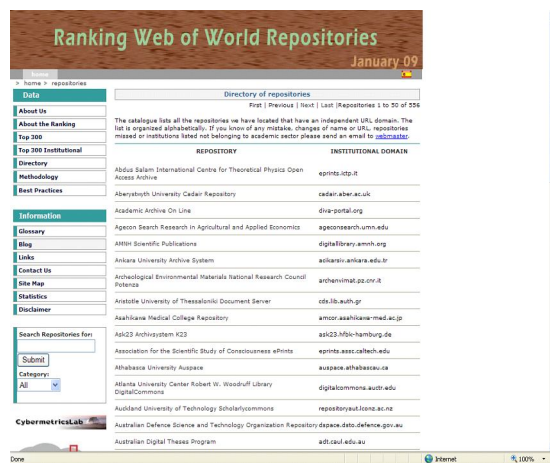 Ranking Web of World Repositories
January 09
home
> home > repositories
Data
About Us
About the Ranking
Top 300
Top 300 Institutional
Directory
Methodology
Best Practices
Information
Glossary
Blog
Links
Contact Us
Site Map
Statistics
Disclaimer
Search Repositories for:
Submit
Category:
All
CybermetricsLab
Directory of repositories
First | Previous | Next | Last |Repositories 1 to 50 of 556
The catalogue lists all the repositories we have located that have an independent URL domain. The
list is organized alphabetically. If you know of any mistake, changes of name or URL, repositories
missed or institutions listed not belonging to academic sector please send an email to webmaster.
REPOSITORY INSTITUTIONAL DOMAIN
Abdus Salam International Centre for Theoretical Physics Open
Access Archive eprints.ictp.it
Aberystwyth University Cadair Repository cadair.aber.ac.uk
Academic Archive On Line diva-portal.org
Agecon Search Research in Agricultural and Applied Economics ageconsearch.umn.edu
AMNH Scientific Publications digitallibrary.amnh.org
Ankara University Archive System acikarsiv.ankara.edu.tr
Archeological Environmental Materials National Research Council
Potenza archenvimat.pz.cnr.it
Aristotle University of Thessaloniki Document Server cds.lib.auth.gr
Asahikawa Medical College Repository amcor.asahikawa-med.ac.jp
Ask23 Archivsystem K23 ask23.hfbk-hamburg.de
Association for the Scientific Study of Consciousness ePrints eprints.assc.caltech.edu
Athabasca University Auspace auspace.athabascau.ca
Atlanta University Center Robert W. Woodruff Library
DigitalCommons digitalcommons.auctr.edu
Auckland University of Technology Scholarlycommons repositoryaut.lconz.ac.nz
Australian Defence Science and Technology Organization Repository dspace.dsto.defence.gov.au
Australian Digital Theses Program adt.caul.edu.au
Done Internet 100%